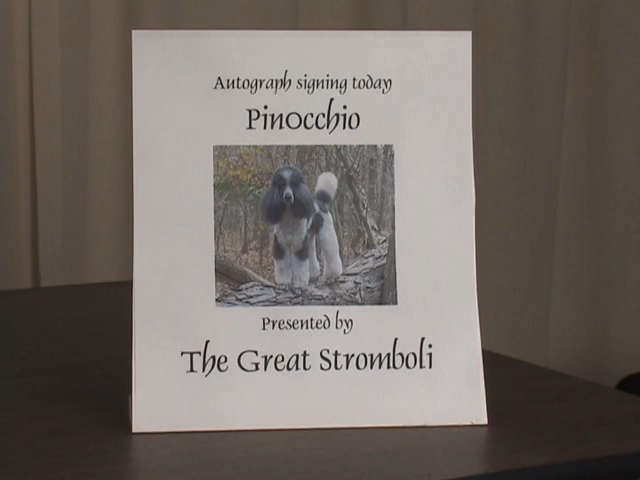 Autograph signing today
Pinocchio
Presented by
The Great Stromboli